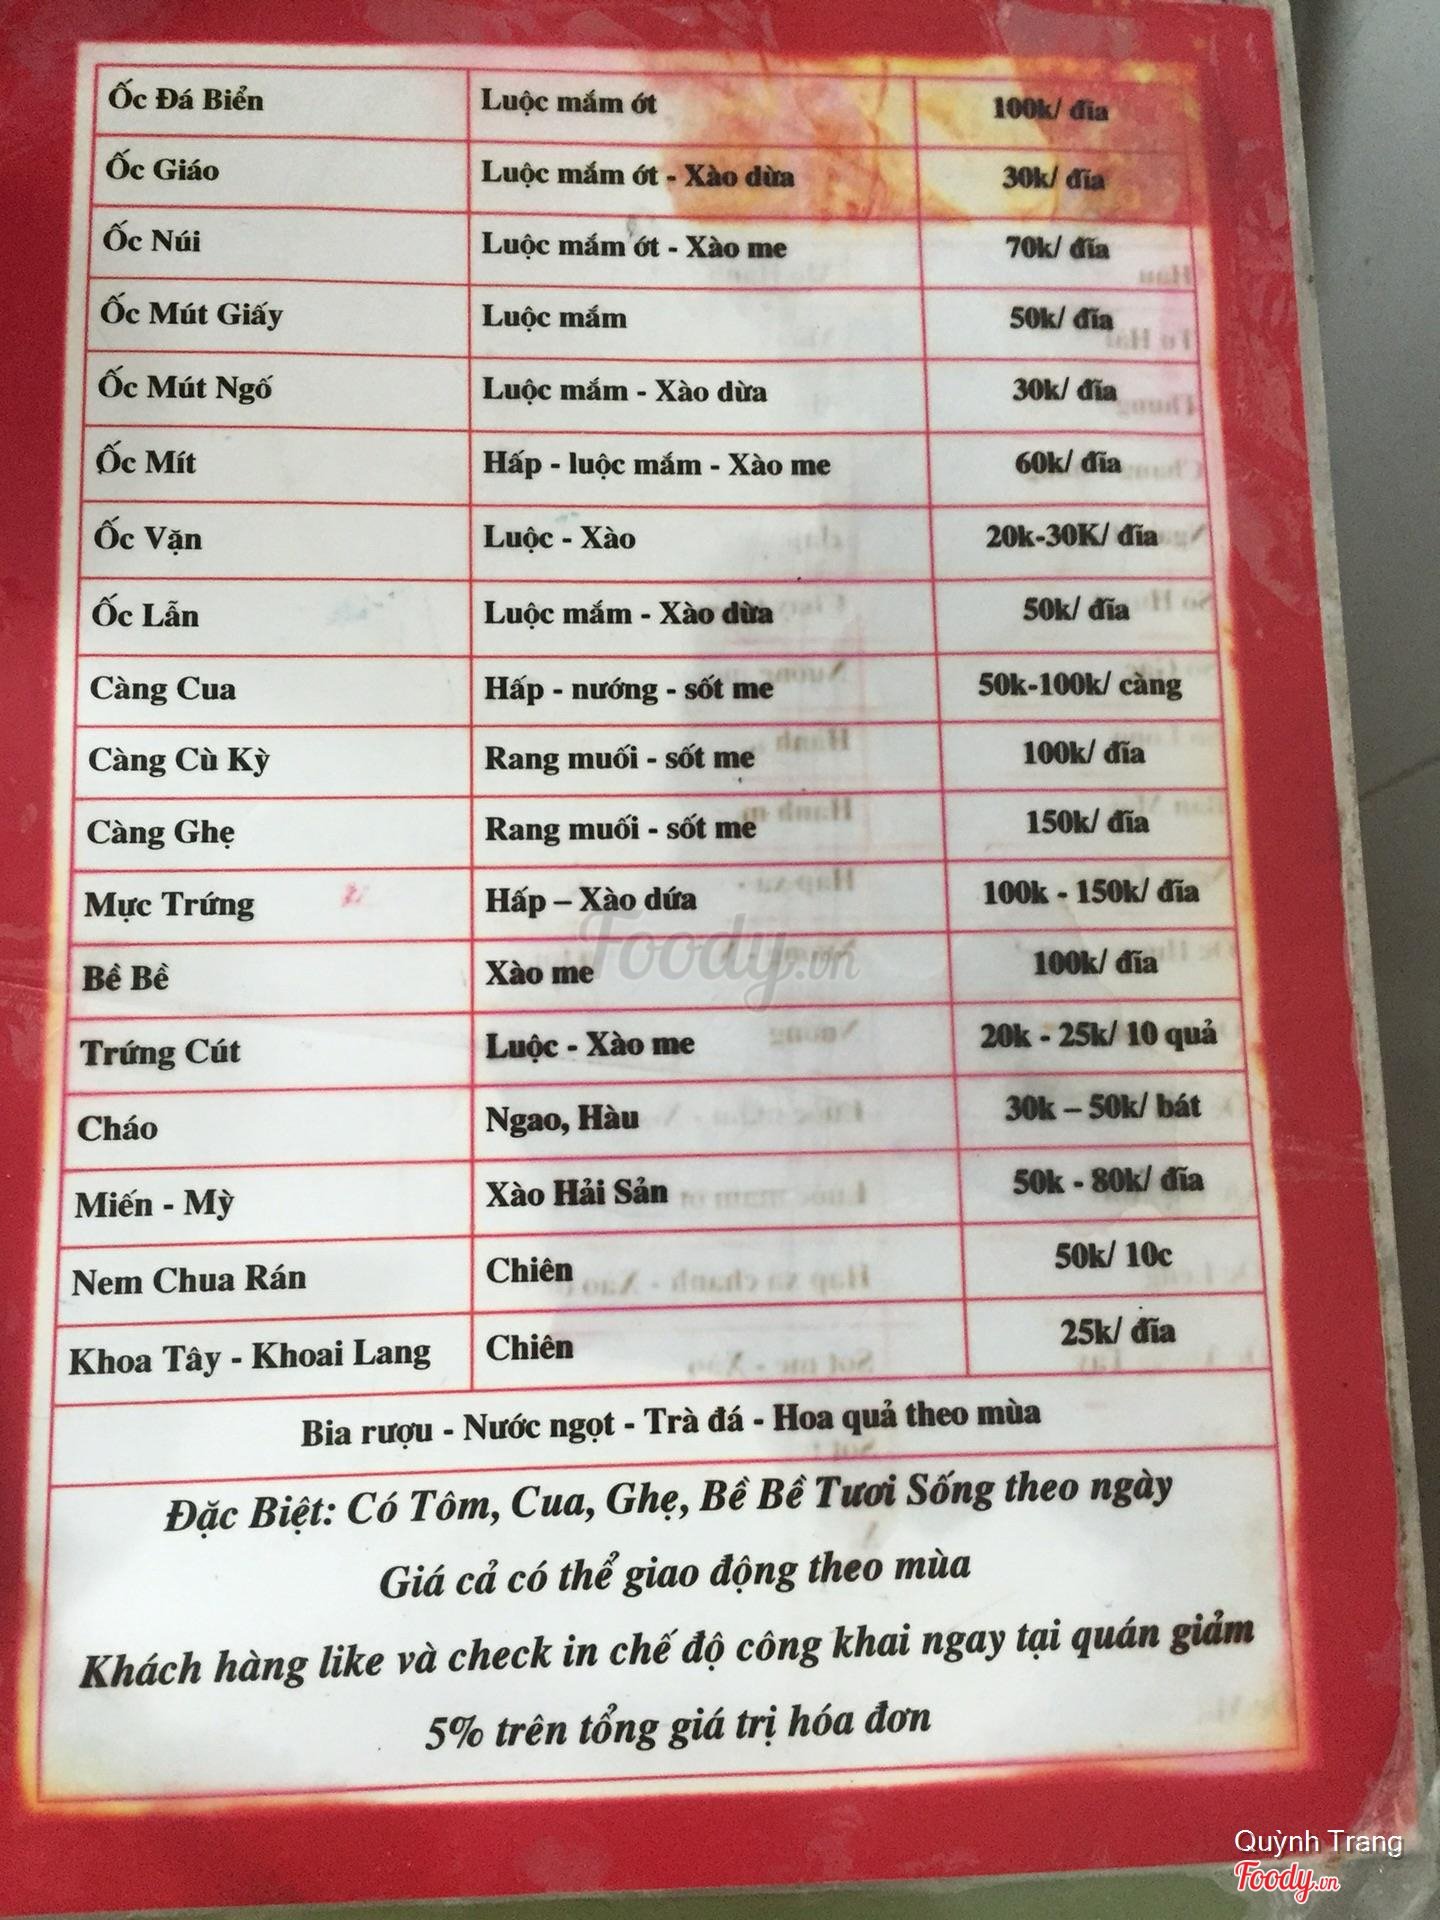 Ốc Đá Biển Luộc mắm ớt 100k/ đĩa
Ốc Giáo Luộc mắm ớt - Xào dừa 30k/ đĩa
Ốc Núi Luộc mắm ớt - Xào me 70k/ đĩa
Ốc Mút Giấy Luộc mắm 50k/ đĩa
Ốc Mút Ngố Luộc mắm - Xào dừa 30k/ đĩa
Ốc Mít Hấp - luộc mắm - Xào me 60k/ đĩa
Ốc Vặn Luộc - Xào 20k-30K/ đĩa
Ốc Lẫn Luộc mắm - Xào dừa 50k/ đĩa
Càng Cua Hấp - nướng - sốt me 50k-100k/ càng
Càng Cù Kỳ Rang muối - sốt me 100k/ đĩa
Càng Ghẹ Rang muối - sốt me 150k/ đĩa
Mực Trứng Hấp – Xào dứa 100k - 150k/ đĩa
Bề Bề Xào me 100k/ đĩa
Trứng Cút Luộc - Xào me 20k - 25k/ 10 quả
Cháo Ngao, Hàu 30k – 50k/ bát
Miến - Mỳ Xào Hải Sản 50k - 80k/ đĩa
Nem Chua Rán Chiên 50k/ 10c
Khoa Tây - Khoai Lang Chiên 25k/ đĩa
Bia rượu - Nước ngọt - Trà đá - Hoa quả theo mùa
Đặc Biệt: Có Tôm, Cua, Ghẹ, Bề Bề Tươi Sống theo ngày
Giá cả có thể giao động theo mùa
Khách hàng like và check in chế độ công khai ngay tại quán giảm
5% trên tổng giá trị hóa đơn
Foody.vn
Quỳnh Trang
Foody.vn